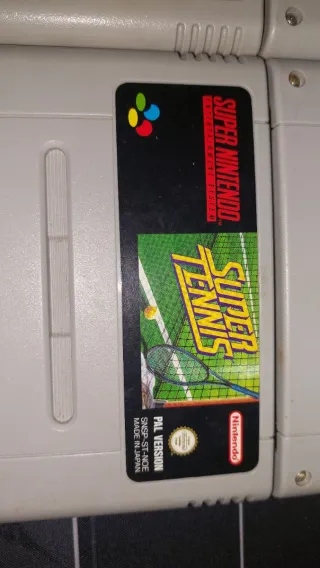 SUPER NINTENDO
ENTERTAINMENT SYSTEM
SUPER
TENNIS
Nintendo
PAL VERSION
SNSP-ST-NOE
MADE IN JAPAN